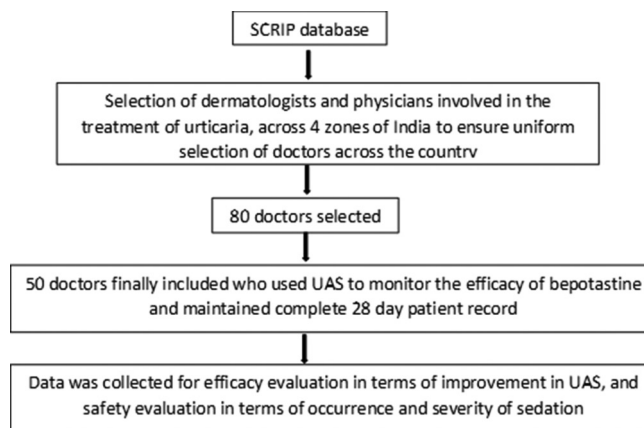 SCRIP database
Selection of dermatologists and physicians involved in the
treatment of urticaria, across 4 zones of India to ensure uniform
selection of doctors across the country
80 doctors selected
50 doctors finally included who used UAS to monitor the efficacy of bepotastine
and maintained complete 28 day patient record
Data was collected for efficacy evaluation in terms of improvement in UAS, and
safety evaluation in terms of occurrence and severity of sedation